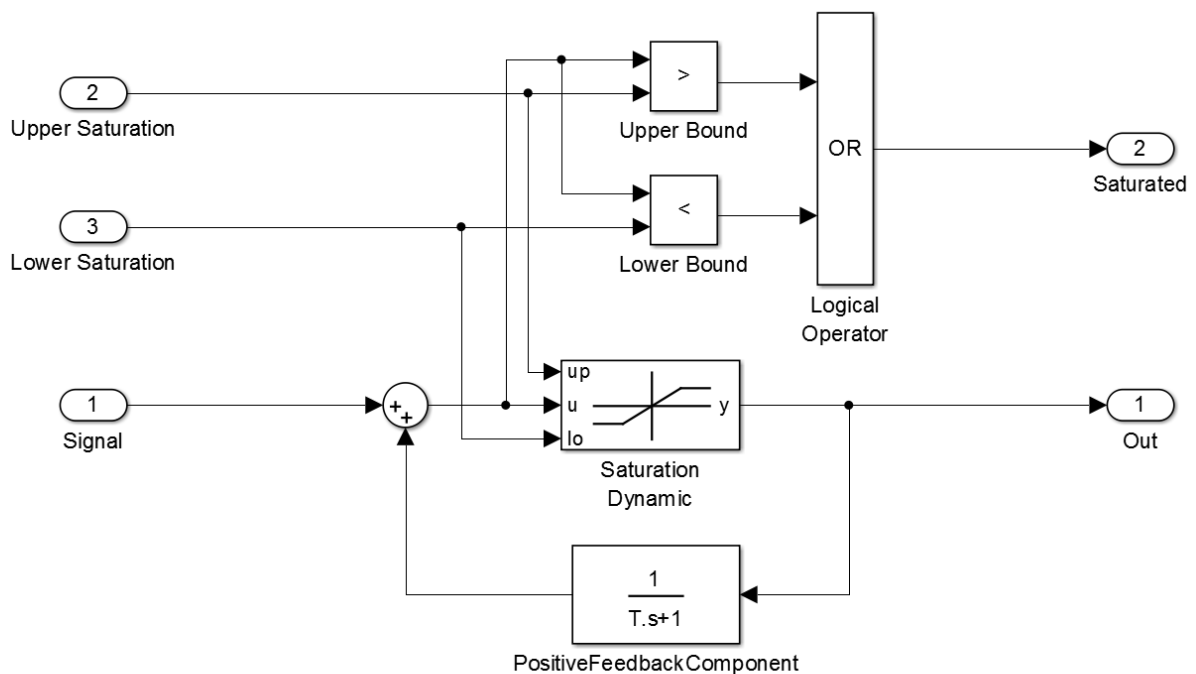 2
Upper Saturation
>
Upper Bound
OR
2
Saturated
3
Lower Saturation
<
Lower Bound
Logical
Operator
1
Signal
+
+
up
u
lo
y
Saturation
Dynamic
1
Out
1
T.s+1
PositiveFeedbackComponent